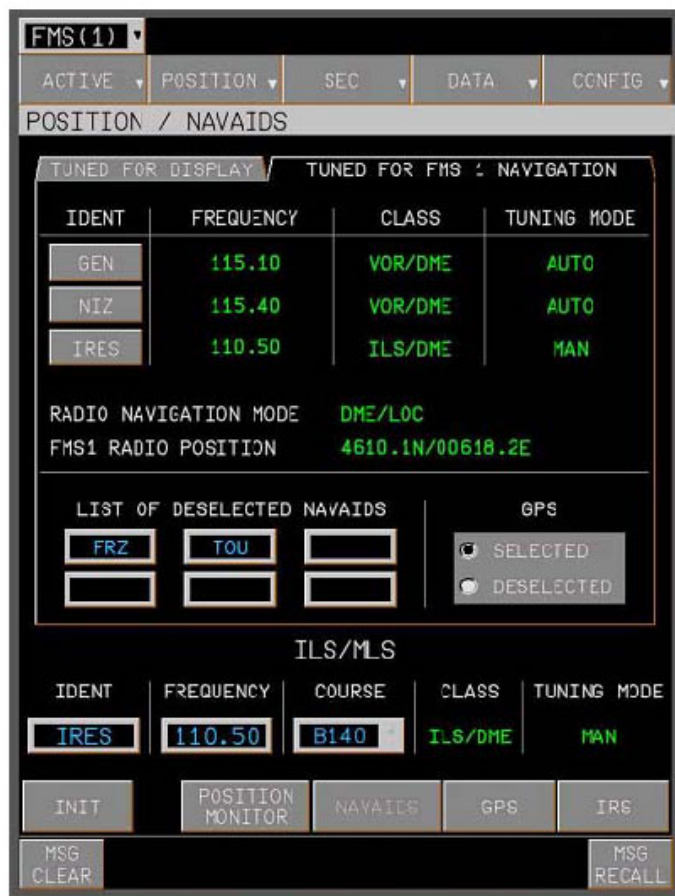 FMS(1)
ACTIVE POSITION SEC DATA CONFIG
POSITION / NAVAIDS
TUNED FOR DISPLAY TUNED FOR FMS 1 NAVIGATION
IDENT FREQUENCY CLASS TUNING MODE
GEN 115.10 VOR/DME AUTO
NIZ 115.40 VOR/DME AUTO
IRES 110.50 ILS/DME MAN
RADIO NAVIGATION MODE DME/LOC
FMS1 RADIO POSITION 4610.1N/00618.2E
LIST OF DESELECTED NAVAIDS GPS
FRZ TOU SELECTED
DESELECTED
ILS/MLS
IDENT FREQUENCY COURSE CLASS TUNING MODE
IRES 110.50 B140 ILS/DME MAN
INIT POSITION MONITOR NAVAIDS GPS IRS
MSG CLEAR MSG RECALL